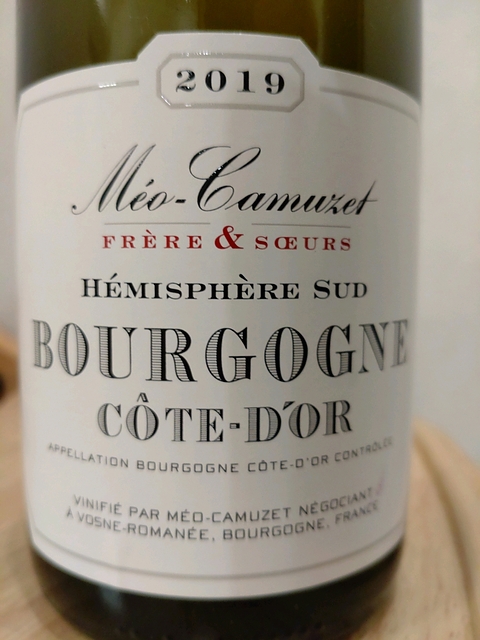 2019
Méo-Camuzet
FRÈRE & SŒURS
HÉMISPHÈRE SUD
BOURGOGNE
CÔTE-D'OR
APPELLATION BOURGOGNE CÔTE-D'OR CONTRÔLÉE
VINIFIÉ PAR MÉO-CAMUZET NÉGOCIANT
À VOSNE-ROMANÉE, BOURGOGNE, FRANCE